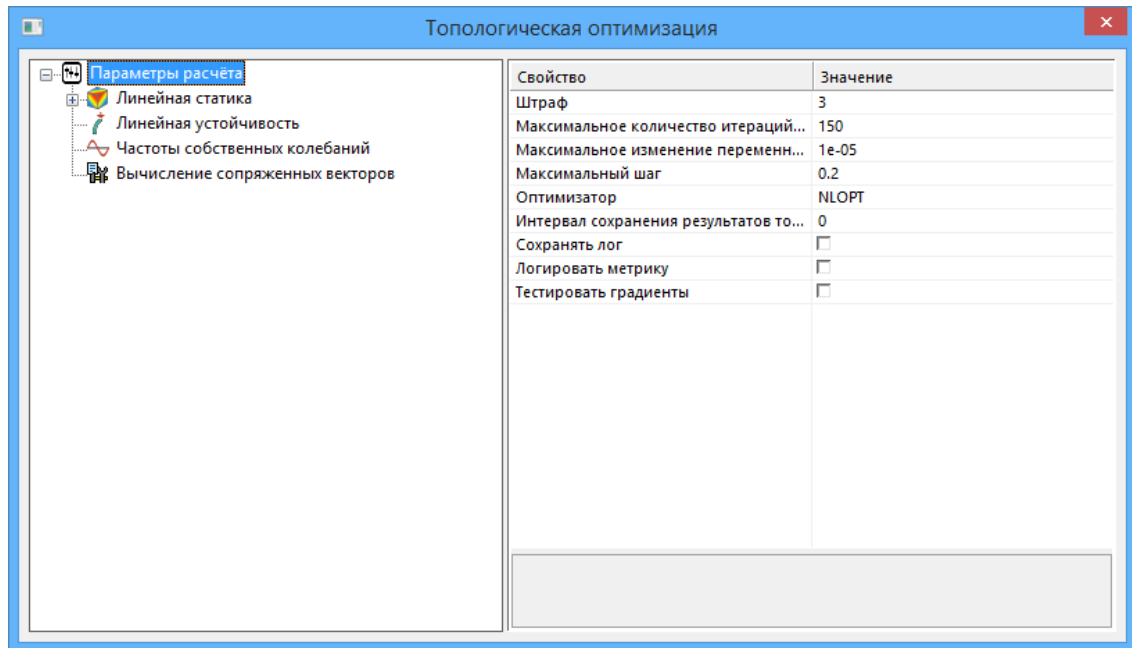 Топологическая оптимизация
Параметры расчёта
Линейная статика
Линейная устойчивость
Частоты собственных колебаний
Вычисление сопряженных векторов
Свойство Значение
Штраф 3
Максимальное количество итераций... 150
Максимальное изменение переменн... 1e-05
Максимальный шаг 0.2
Оптимизатор NLOPT
Интервал сохранения результатов то... 0
Сохранять лог
Логировать метрику
Тестировать градиенты